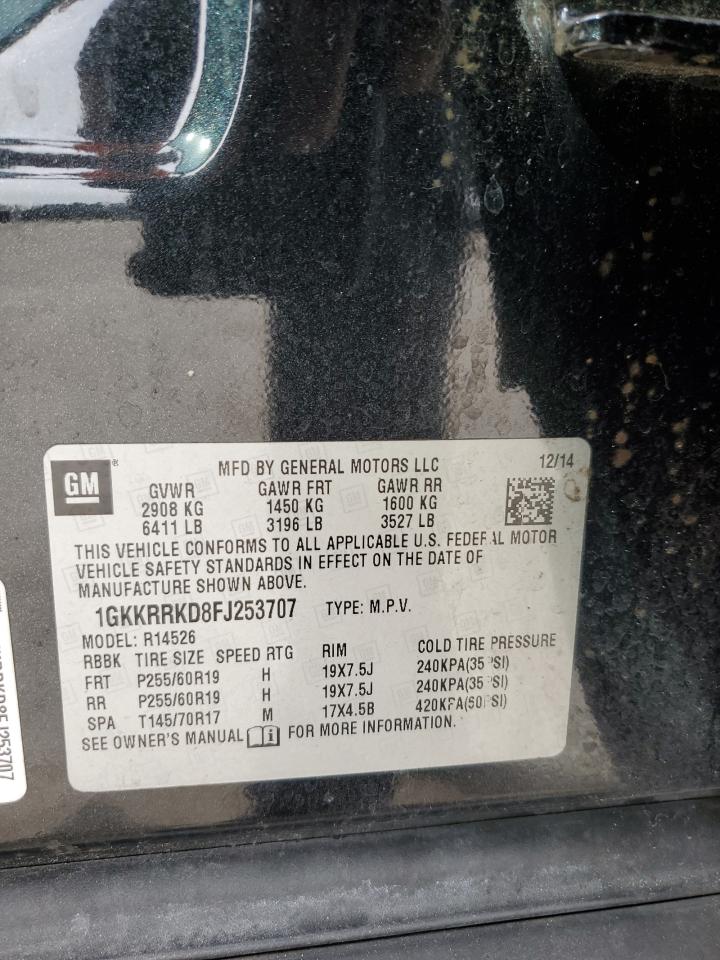 GM ®
MFD BY GENERAL MOTORS LLC 12/14
GVWR GAWR FRT GAWR RR
2908 KG 1450 KG 1600 KG
6411 LB 3196 LB 3527 LB
THIS VEHICLE CONFORMS TO ALL APPLICABLE U.S. FEDERAL MOTOR
VEHICLE SAFETY STANDARDS IN EFFECT ON THE DATE OF
MANUFACTURE SHOWN ABOVE.
1GKKRRKD8FJ253707 TYPE: M.P.V.
MODEL: R14526
RBBK TIRE SIZE SPEED RTG RIM COLD TIRE PRESSURE
FRT P255/60R19 H 19X7.5J 240KPA(35 PSI)
RR P255/60R19 H 19X7.5J 240KPA(35 PSI)
SPA T145/70R17 M 17X4.5B 420KPA(60PSI)
SEE OWNER'S MANUAL FOR MORE INFORMATION.